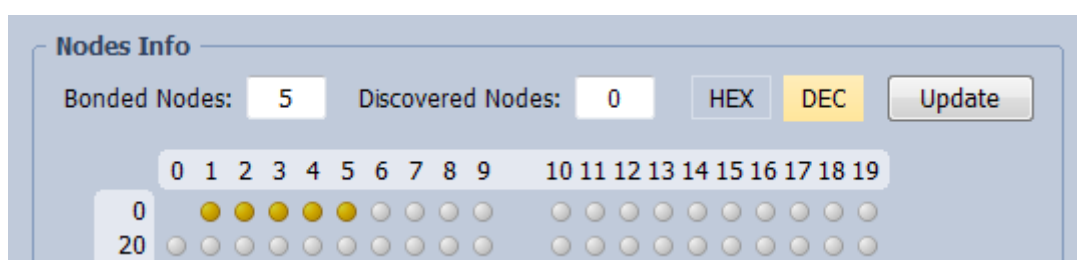 Nodes Info
Bonded Nodes: 5 Discovered Nodes: 0 HEX DEC Update
0 1 2 3 4 5 6 7 8 9 10 11 12 13 14 15 16 17 18 19
0
20